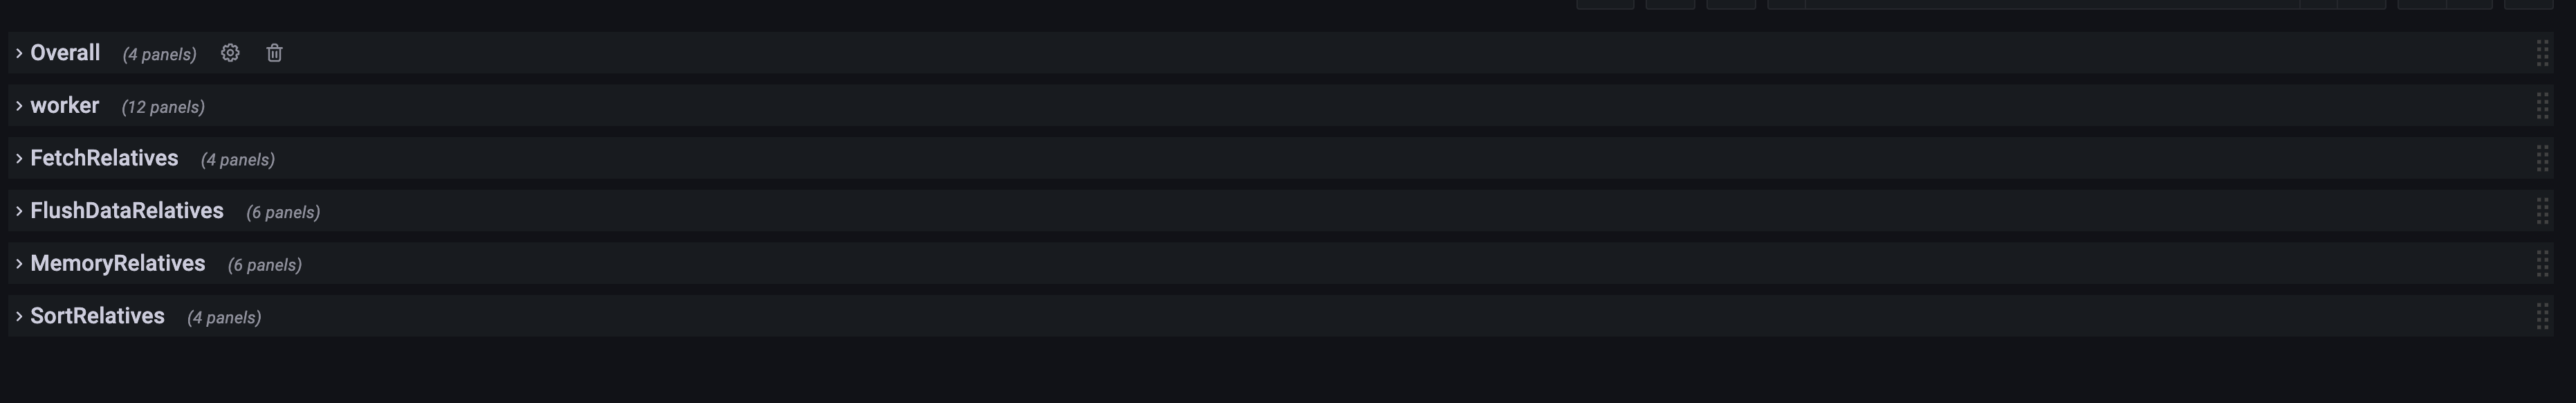 Overall (4 panels)
worker (12 panels)
FetchRelatives (4 panels)
FlushDataRelatives (6 panels)
MemoryRelatives (6 panels)
SortRelatives (4 panels)